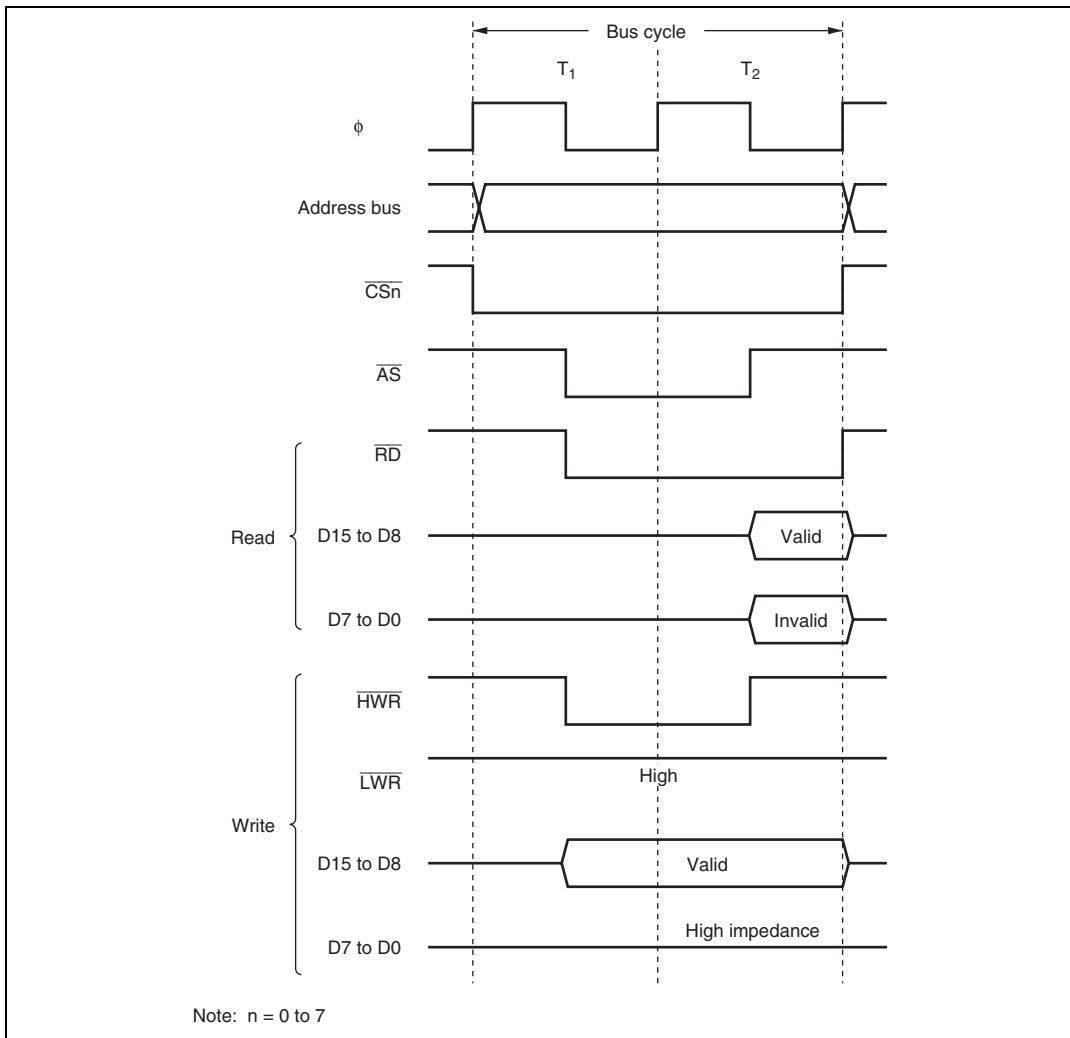 Bus cycle
T1 T2
ϕ
Address bus
CSn
AS
RD
Read
D15 to D8 Valid
D7 to D0 Invalid
HWR
LWR High
Write
D15 to D8 Valid
D7 to D0 High impedance
Note: n = 0 to 7